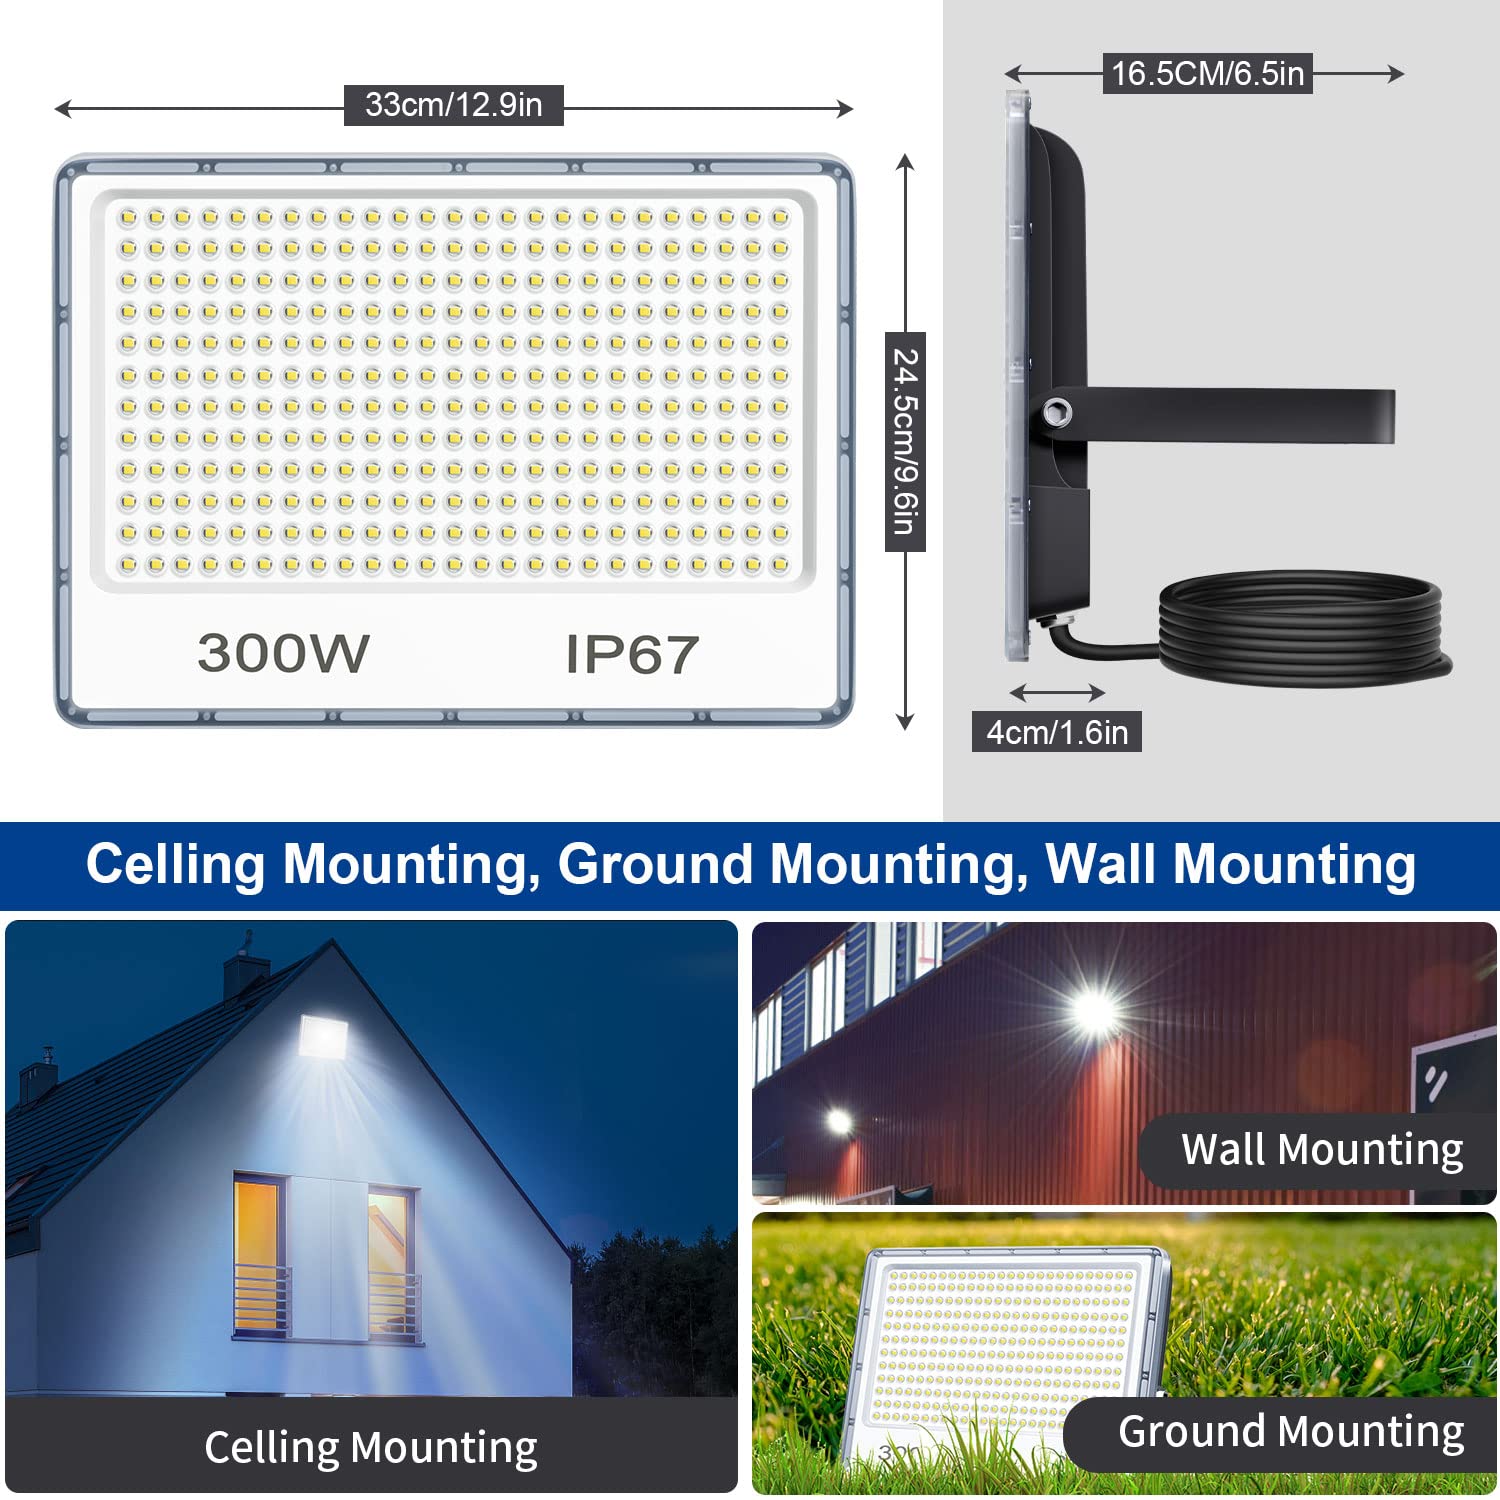 33cm/12.9in
16.5CM/6.5in
24.5cm/9.6in
300W
IP67
4cm/1.6in
Celling Mounting, Ground Mounting, Wall Mounting
Wall Mounting
Celling Mounting
Ground Mounting